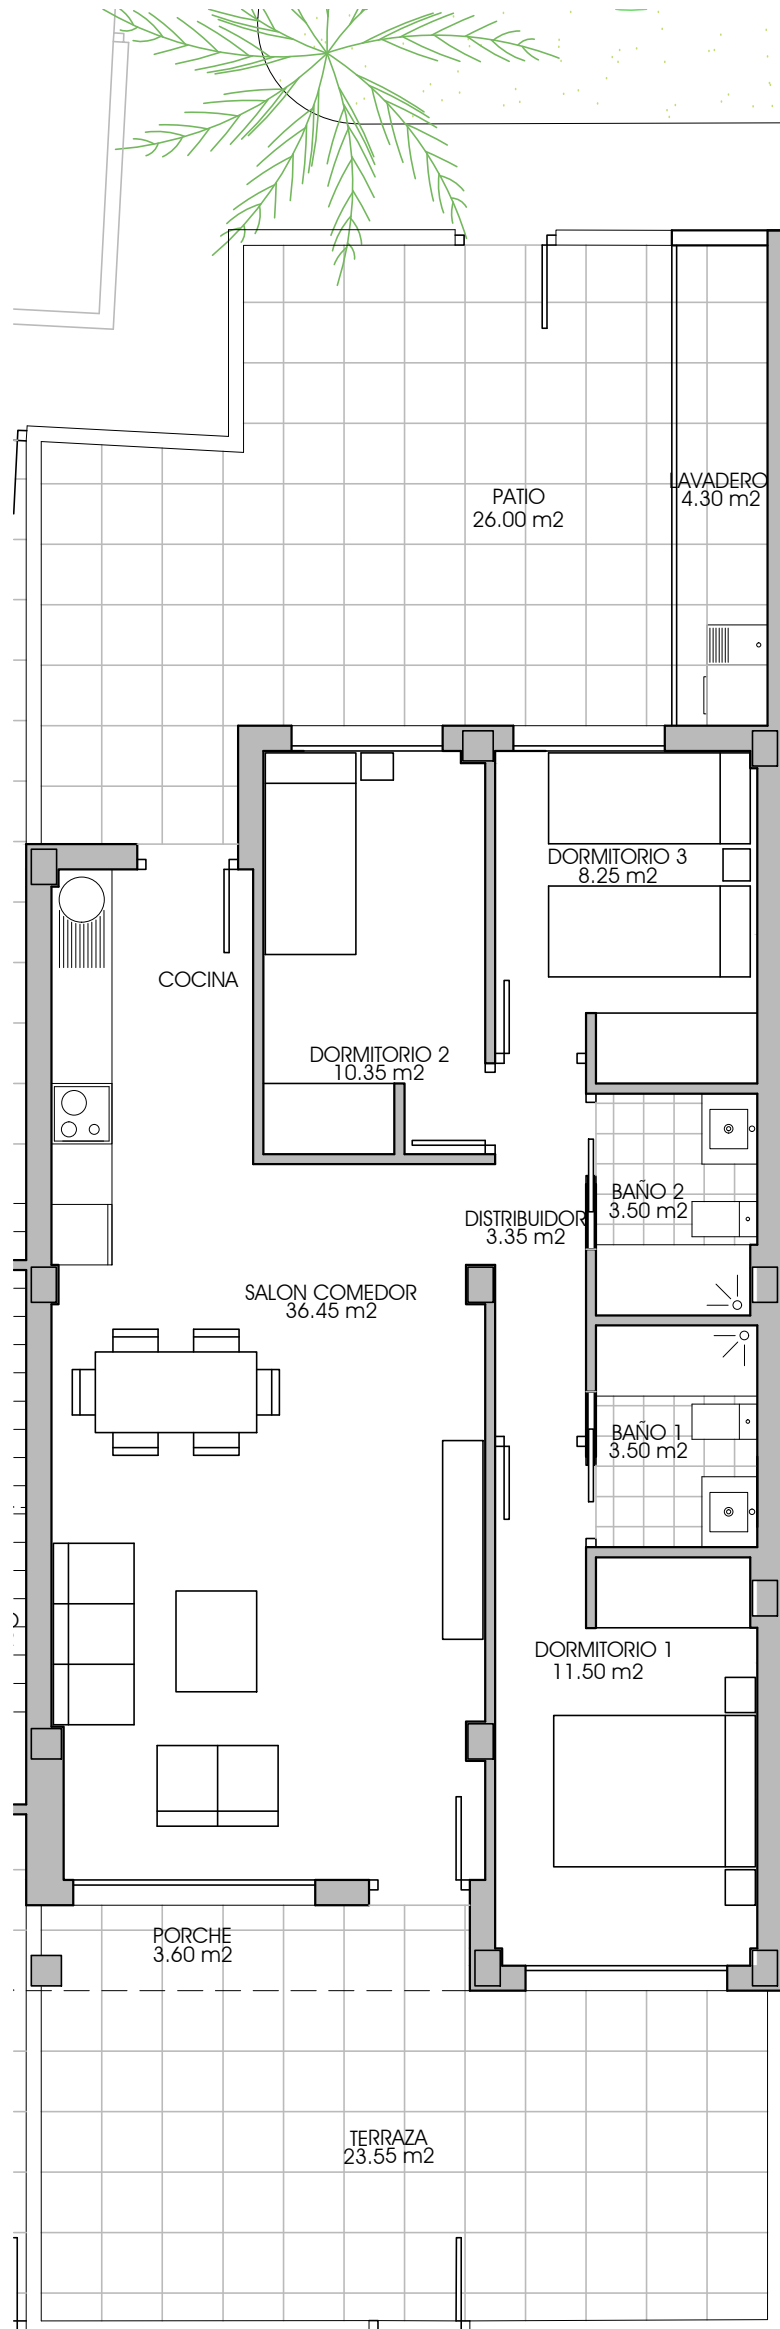 LAVADERO
4.30 m2
PATIO
26.00 m2
DORMITORIO 3
8.25 m2
COCINA
DORMITORIO 2
10.35 m2
BAÑO 2
3.50 m2
DISTRIBUIDOR
3.35 m2
SALON COMEDOR
36.45 m2
BAÑO 1
3.50 m2
DORMITORIO 1
11.50 m2
PORCHE
3.60 m2
TERRAZA
23.55 m2